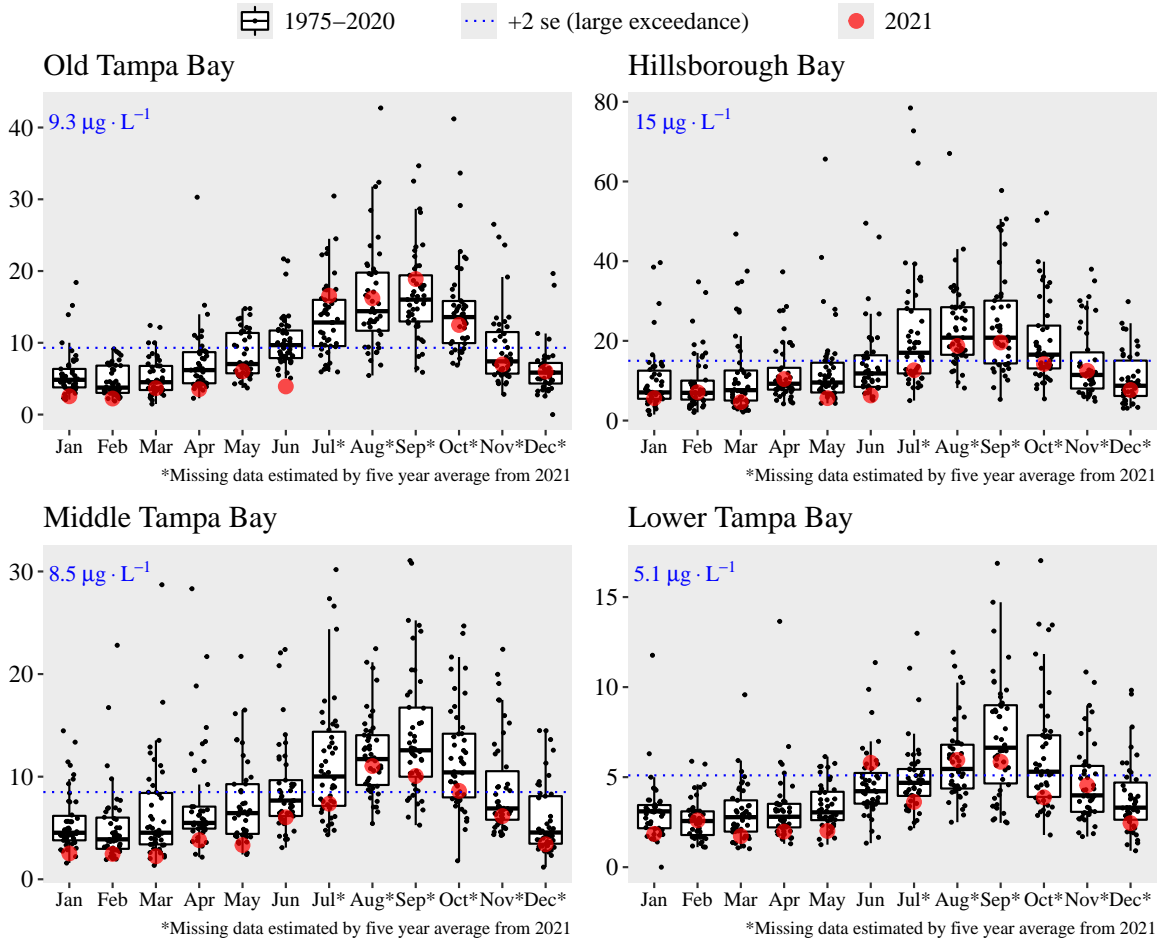 1975−2020 +2 se (large exceedance) 2021
Old Tampa Bay
9.3 μg · L⁻¹
40
30
20
10
0
Jan Feb Mar Apr May Jun Jul* Aug* Sep* Oct* Nov* Dec*
*Missing data estimated by five year average from 2021
Hillsborough Bay
15 μg · L⁻¹
80
60
40
20
0
Jan Feb Mar Apr May Jun Jul* Aug* Sep* Oct* Nov* Dec*
*Missing data estimated by five year average from 2021
Middle Tampa Bay
8.5 μg · L⁻¹
30
20
10
0
Jan Feb Mar Apr May Jun Jul* Aug* Sep* Oct* Nov* Dec*
*Missing data estimated by five year average from 2021
Lower Tampa Bay
5.1 μg · L⁻¹
15
10
5
0
Jan Feb Mar Apr May Jun Jul* Aug* Sep* Oct* Nov* Dec*
*Missing data estimated by five year average from 2021